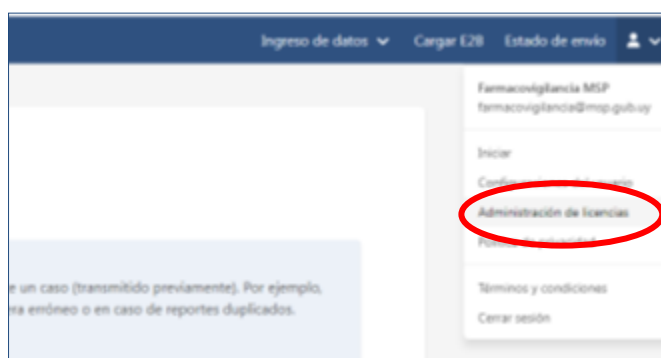 Ingreso de datos Cargar E2B Estado de envío
Farmacovigilancia MSP
farmacovigilancia@msp.gub.uy
Iniciar
Administración de licencias
Términos y condiciones
Cerrar sesión
e un caso (transmitido previamente). Por ejemplo,
era erróneo o en caso de reportes duplicados.